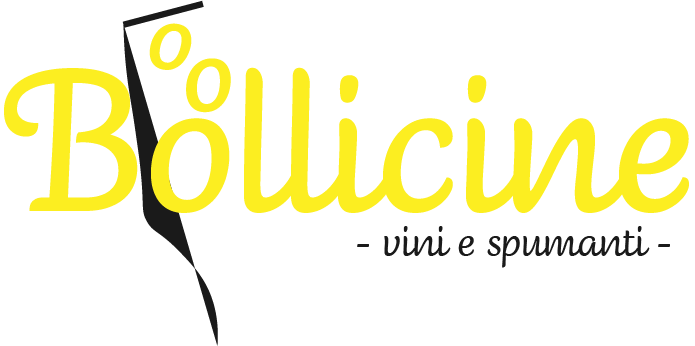 Bollicine
- vini e spumanti -